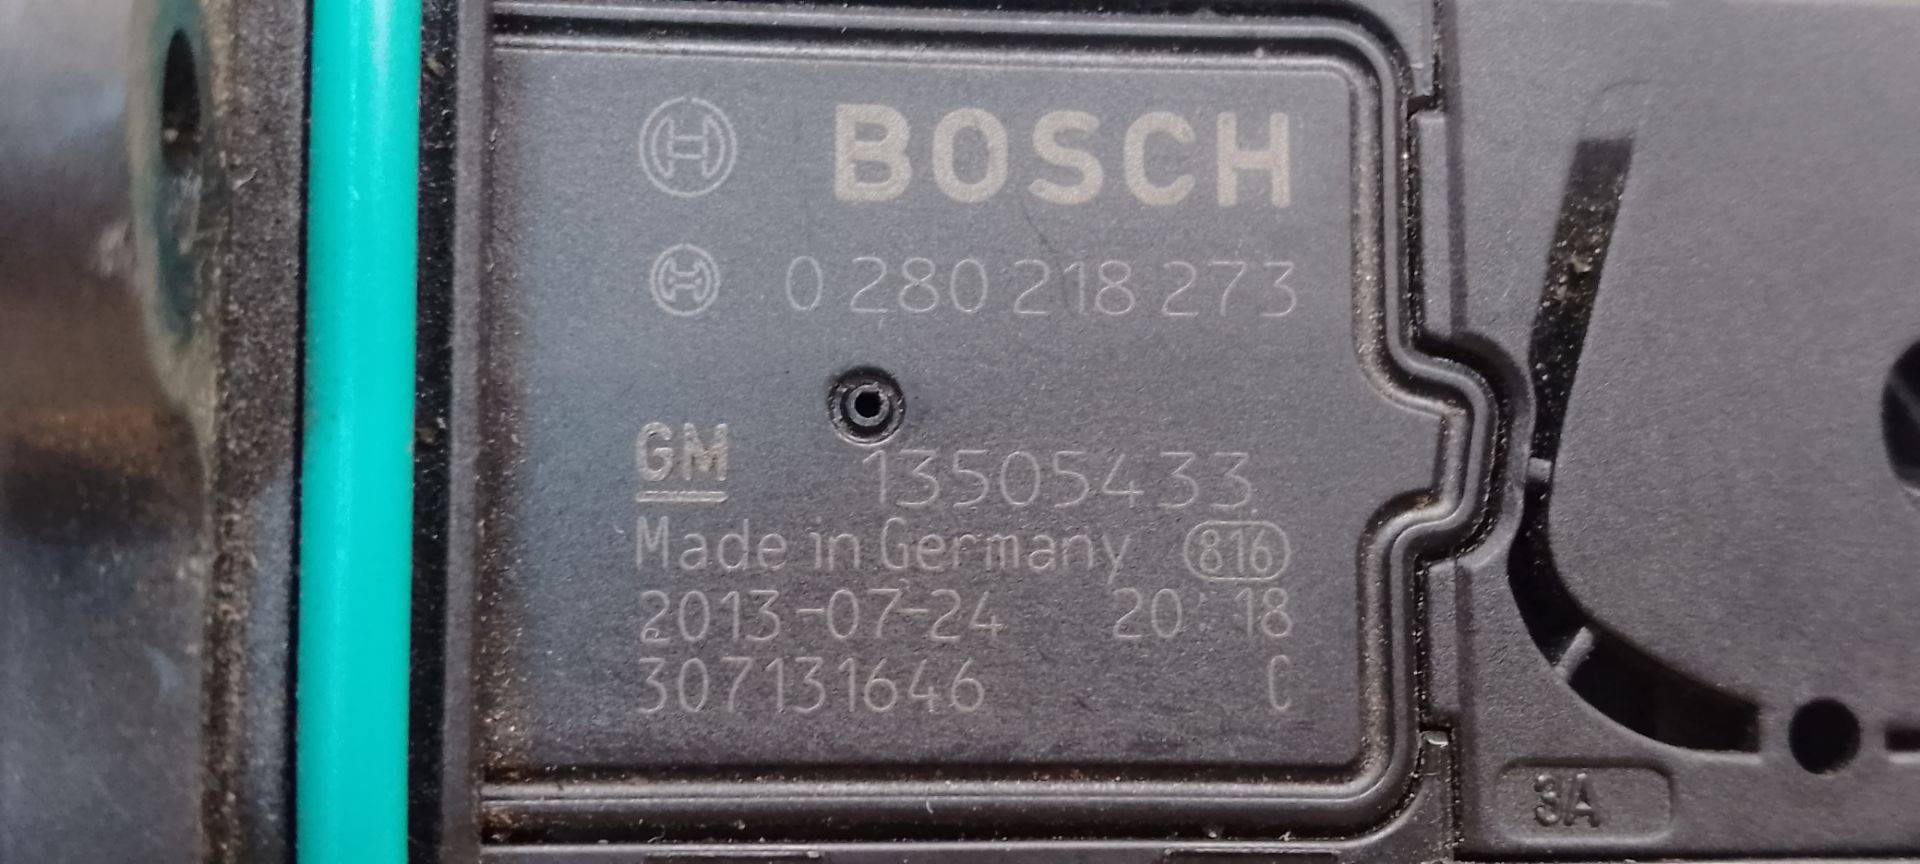 BOSCH
0 280 218 273
GM 13505433
Made in Germany 816
2013-07-24 20:18
307131646 C
3A